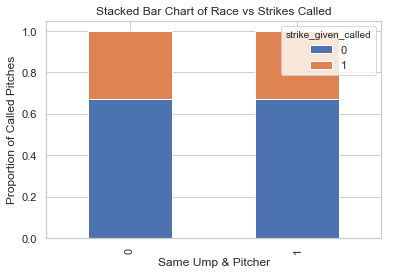 Stacked Bar Chart of Race vs Strikes Called
strike_given_called
0
1
Proportion of Called Pitches
1.0
0.8
0.6
0.4
0.2
0.0
0
1
Same Ump & Pitcher